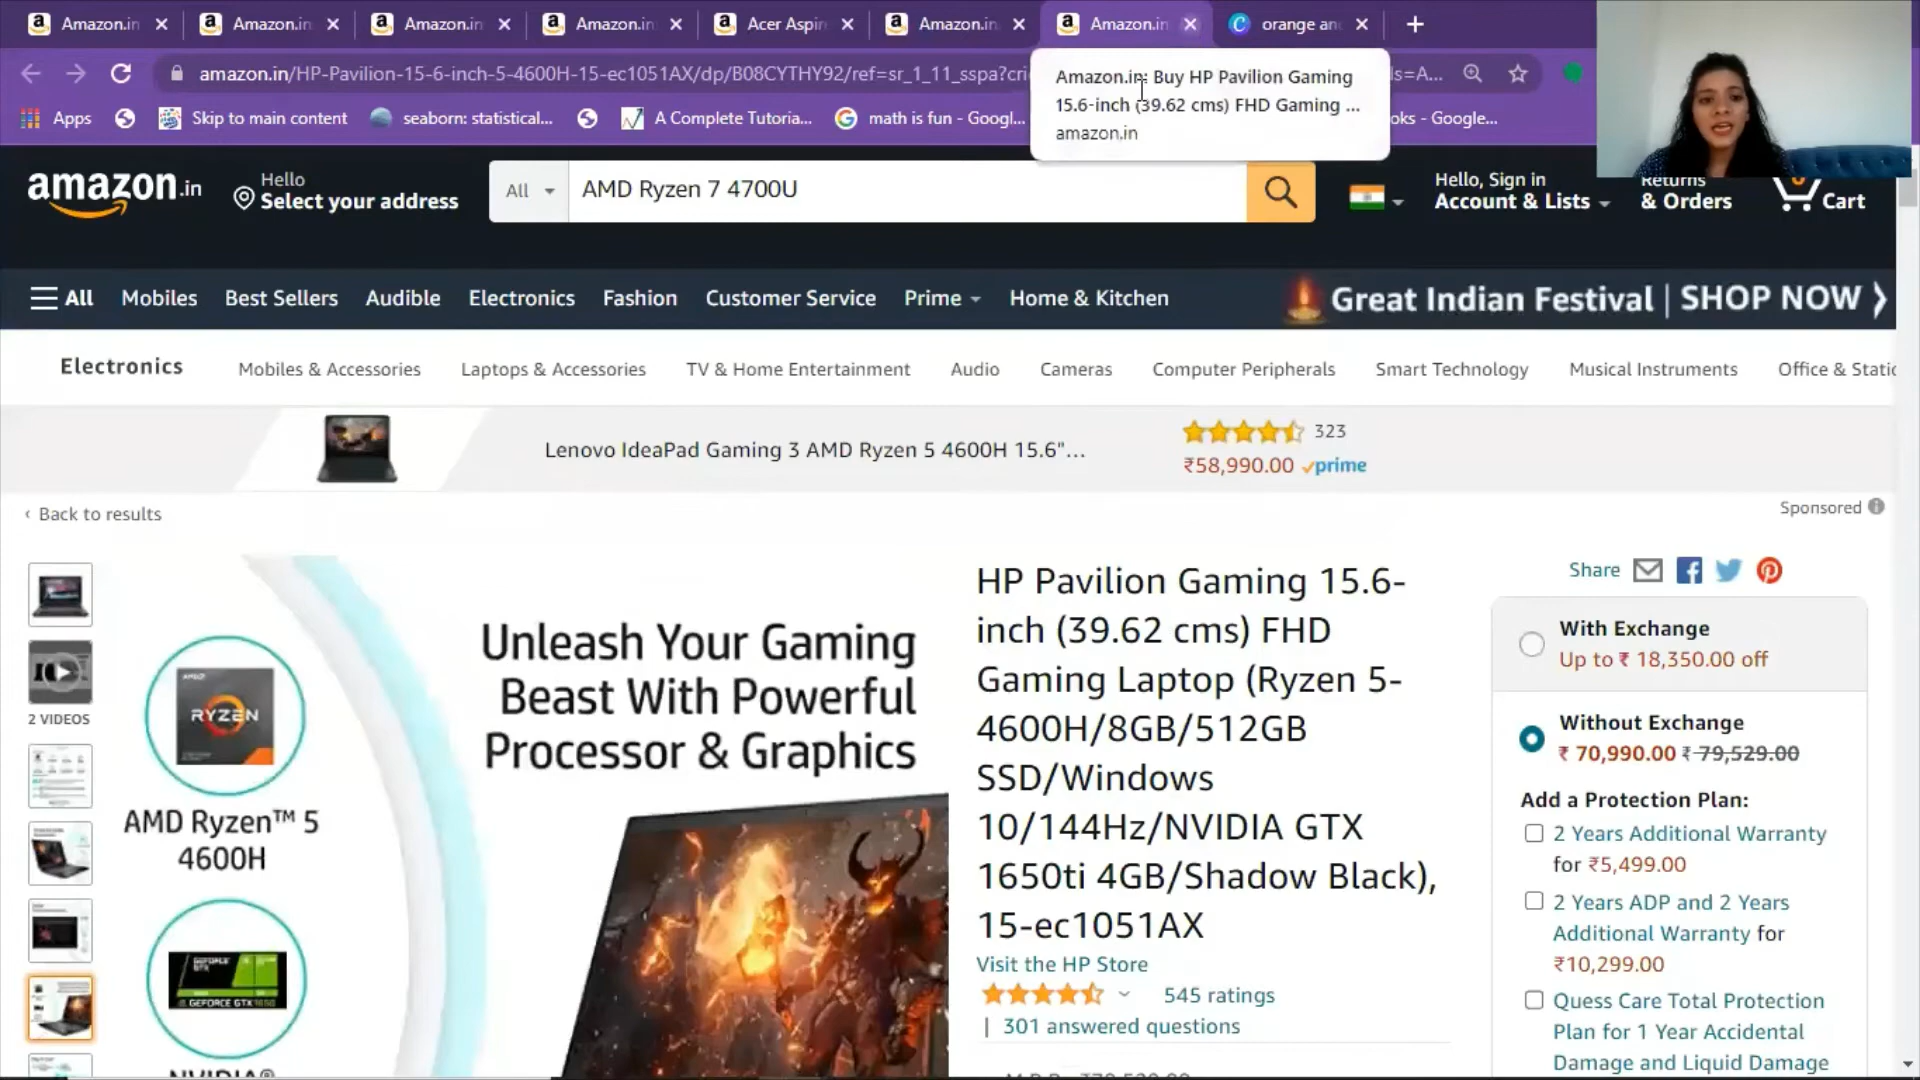 Amazon.in
Amazon.in
Amazon.in
Amazon.in
Acer Aspir
Amazon.in
Amazon.in
orange an
amazon.in/HP-Pavilion-15-6-inch-5-4600H-15-ec1051AX/dp/B08CYTHY92/ref=sr_1_11_sspa?cri
ls=A...
Amazon.in: Buy HP Pavilion Gaming
15.6-inch (39.62 cms) FHD Gaming ...
amazon.in
Apps
Skip to main content
seaborn: statistical...
A Complete Tutoria...
math is fun - Googl...
oks - Google...
amazon.in
Hello
Select your address
All
AMD Ryzen 7 4700U
Hello, Sign in
Account & Lists
Returns
& Orders
Cart
All
Mobiles
Best Sellers
Audible
Electronics
Fashion
Customer Service
Prime
Home & Kitchen
Great Indian Festival | SHOP NOW
Electronics
Mobiles & Accessories
Laptops & Accessories
TV & Home Entertainment
Audio
Cameras
Computer Peripherals
Smart Technology
Musical Instruments
Office & Static
Lenovo IdeaPad Gaming 3 AMD Ryzen 5 4600H 15.6"...
323
₹58,990.00 prime
‹ Back to results
Sponsored
2 VIDEOS
AMD
RYZEN
AMD Ryzen™ 5
4600H
GEFORCE
GTX
GEFORCE GTX 1650
NVIDIA®
Unleash Your Gaming
Beast With Powerful
Processor & Graphics
HP Pavilion Gaming 15.6-
inch (39.62 cms) FHD
Gaming Laptop (Ryzen 5-
4600H/8GB/512GB
SSD/Windows
10/144Hz/NVIDIA GTX
1650ti 4GB/Shadow Black),
15-ec1051AX
Visit the HP Store
545 ratings
| 301 answered questions
Share
With Exchange
Up to ₹ 18,350.00 off
Without Exchange
₹ 70,990.00 ₹ 79,529.00
Add a Protection Plan:
2 Years Additional Warranty
for ₹5,499.00
2 Years ADP and 2 Years
Additional Warranty for
₹10,299.00
Quess Care Total Protection
Plan for 1 Year Accidental
Damage and Liquid Damage